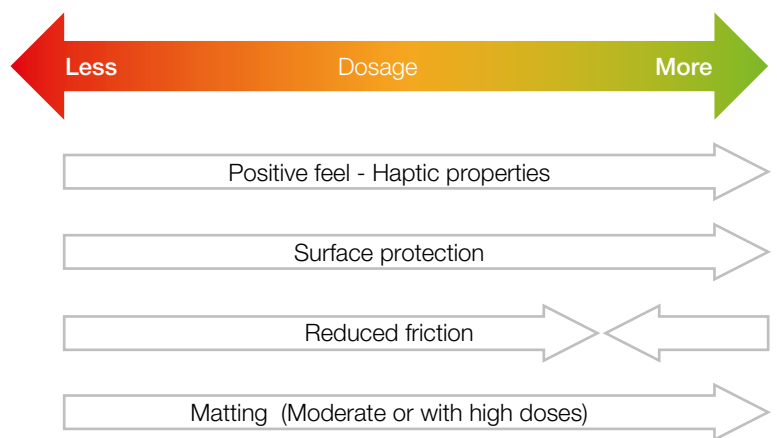 Less Dosage More
Positive feel - Haptic properties
Surface protection
Reduced friction
Matting (Moderate or with high doses)